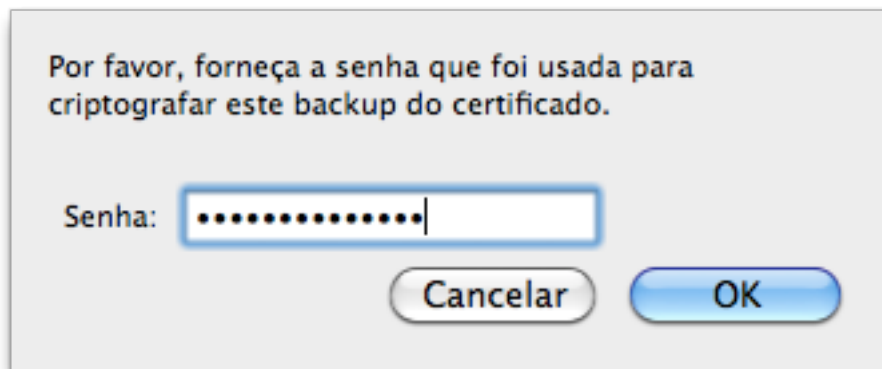 Por favor, forneça a senha que foi usada para
criptografar este backup do certificado.
Senha: ••••••••••••••
Cancelar OK